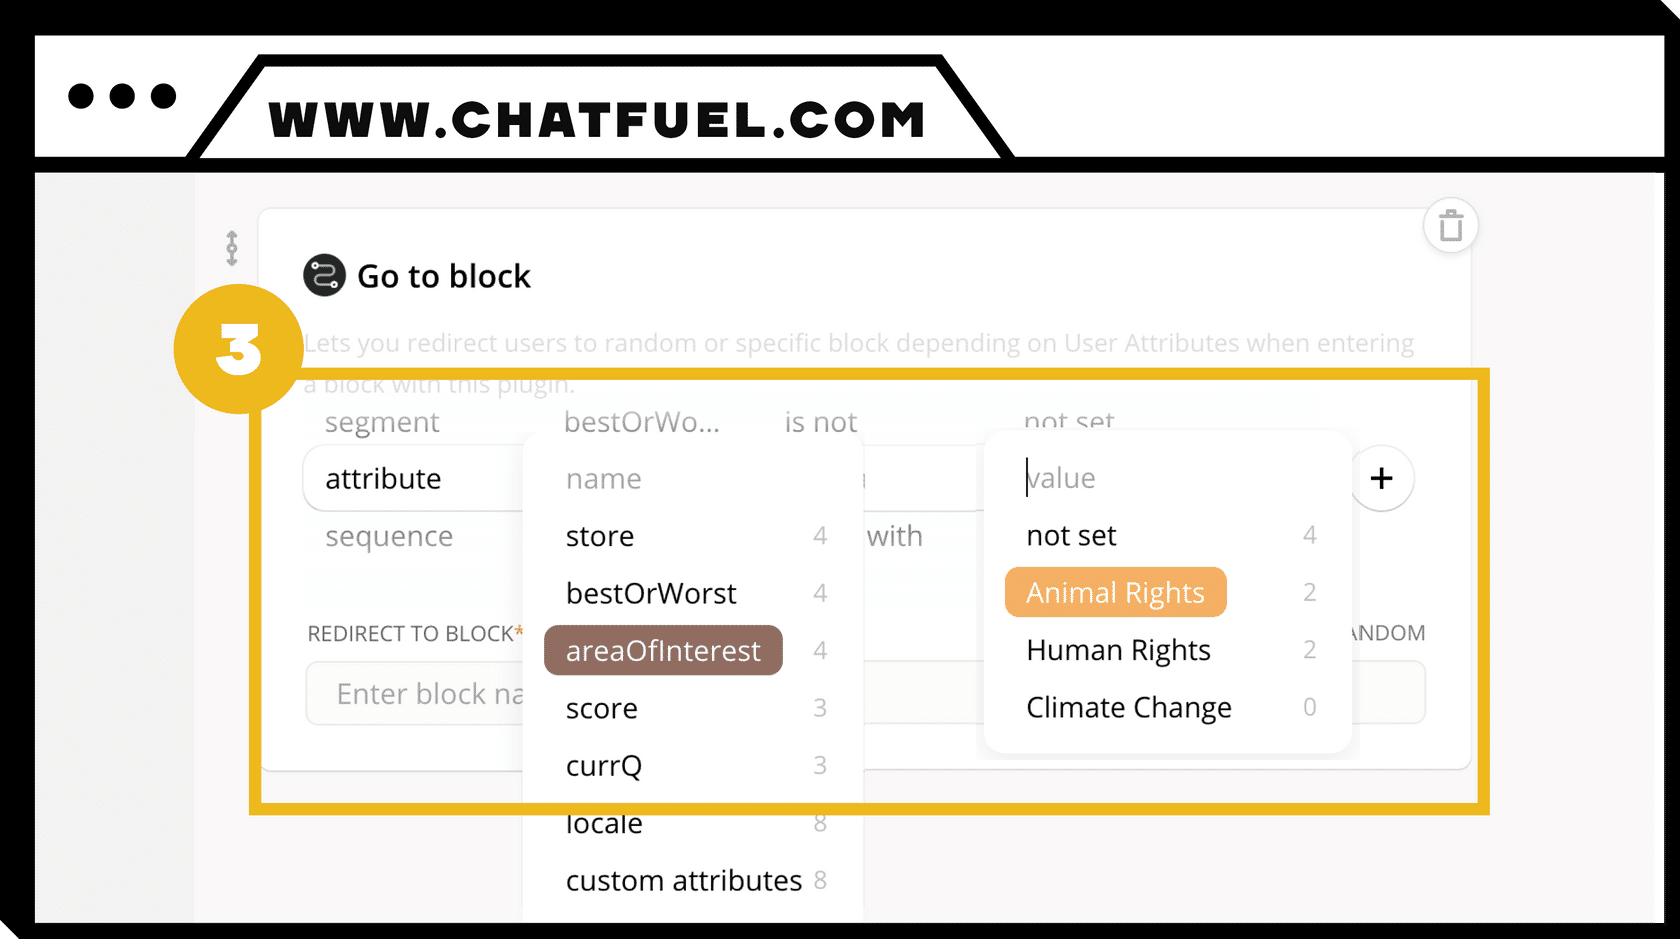 WWW.CHATFUEL.COM
Go to block
3
Lets you redirect users to random or specific block depending on User Attributes when entering
a block with this plugin.
segment bestOrWo... is not not set
attribute name value +
sequence store 4 with not set 4
bestOrWorst 4 Animal Rights 2
REDIRECT TO BLOCK* areaOfInterest 4 Human Rights 2
Enter block score 3 Climate Change 0
currQ 3
locale 8
custom attributes 8